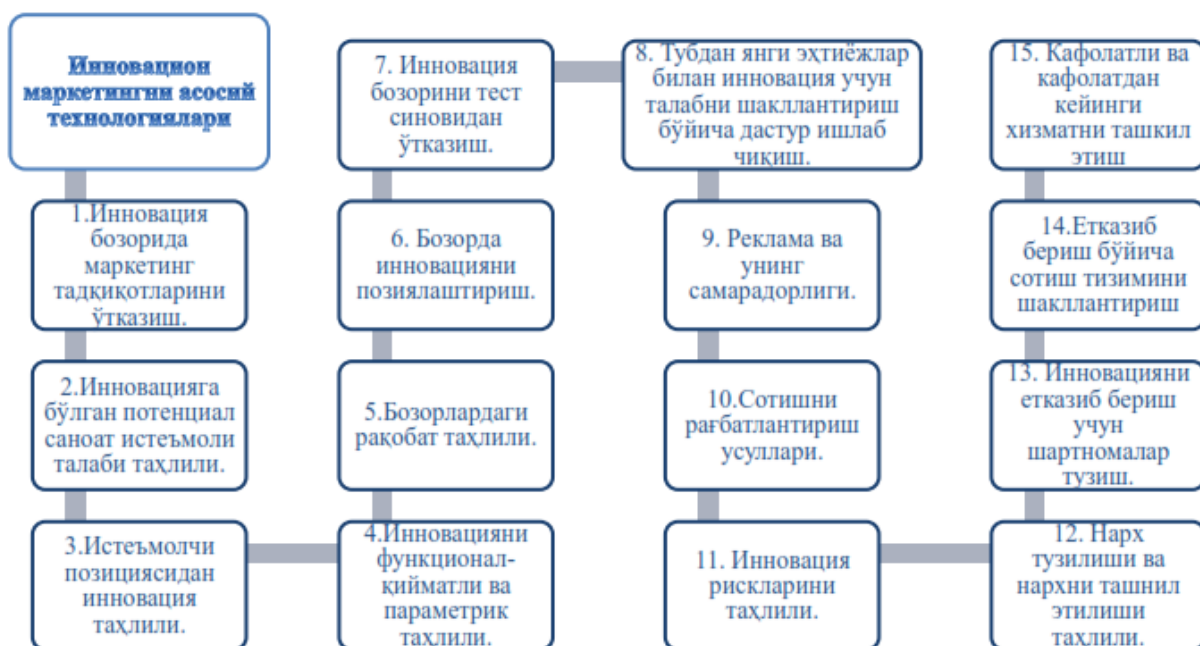 Инновацион
маркетингни асосий
технологиялари
1.Инновация
бозорида
маркетинг
тадқиқотларини
ўтказиш.
2.Инновацияга
бўлган потенциал
саноат истеъмоли
талаби таҳлили.
3.Истеъмолчи
позициясидан
инновация
таҳлили.
4.Инновацияни
функционал-
қийматли ва
параметрик
таҳлили.
5.Бозорлардаги
рақобат таҳлили.
6. Бозорда
инновацияни
позиялаштириш.
7. Инновация
бозорини тест
синовидан
ўтказиш.
8. Тубдан янги эҳтиёжлар
билан инновация учун
талабни шакллантириш
бўйича дастур ишлаб
чиқиш.
9. Реклама ва
унинг
самарадорлиги.
10.Сотишни
рағбатлантириш
усуллари.
11. Инновация
рискларини
таҳлили.
12. Нарх
тузилиши ва
нархни ташнил
этилиши
таҳлили.
13. Инновацияни
етказиб бериш
учун
шартномалар
тузиш.
14.Етказиб
бериш бўйича
сотиш тизимини
шакллантириш
15. Кафолатли ва
кафолатдан
кейинги
хизматни ташкил
этиш